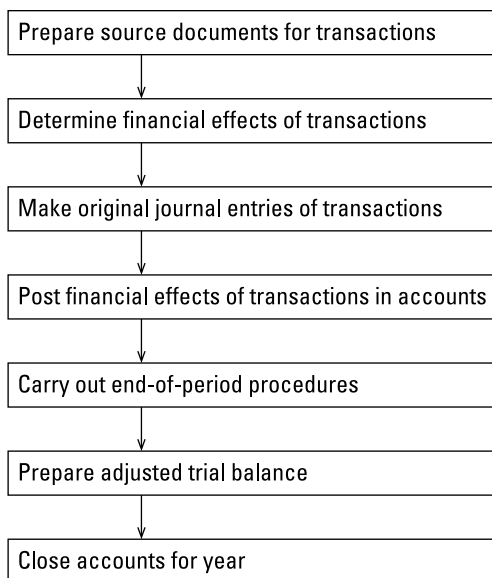 Prepare source documents for transactions
Determine financial effects of transactions
Make original journal entries of transactions
Post financial effects of transactions in accounts
Carry out end-of-period procedures
Prepare adjusted trial balance
Close accounts for year